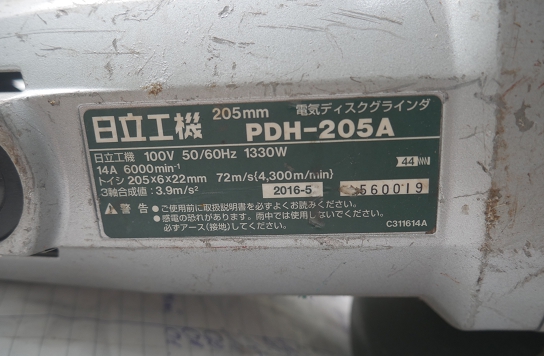 205mm 電気ディスクグラインダ
日立工機 PDH-205A
日立工機 100V 50/60Hz 1330W
14A 6000min⁻¹ 44
トイシ 205×6×22mm 72m/s{4,300m/min}
3軸合成値:3.9m/s² 2016-5 560019
⚠警告 ●ご使用前に取扱説明書を必ずよくお読みください。
●感電の恐れがあります。雨中では使用しないでください。
必ずアース(接地)してください。 C311614A